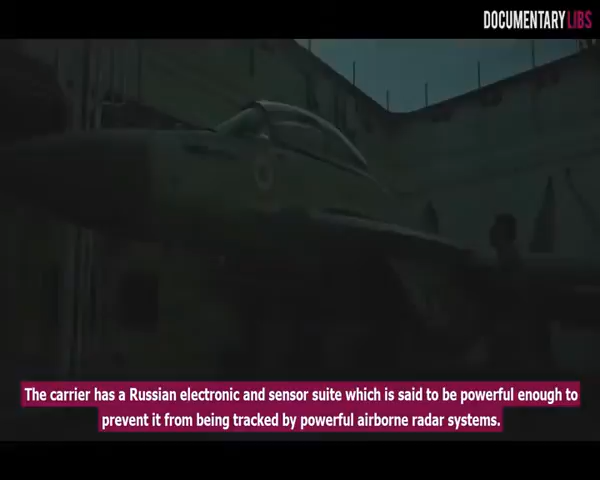 DOCUMENTARY LIBS
The carrier has a Russian electronic and sensor suite which is said to be powerful enough to
prevent it from being tracked by powerful airborne radar systems.